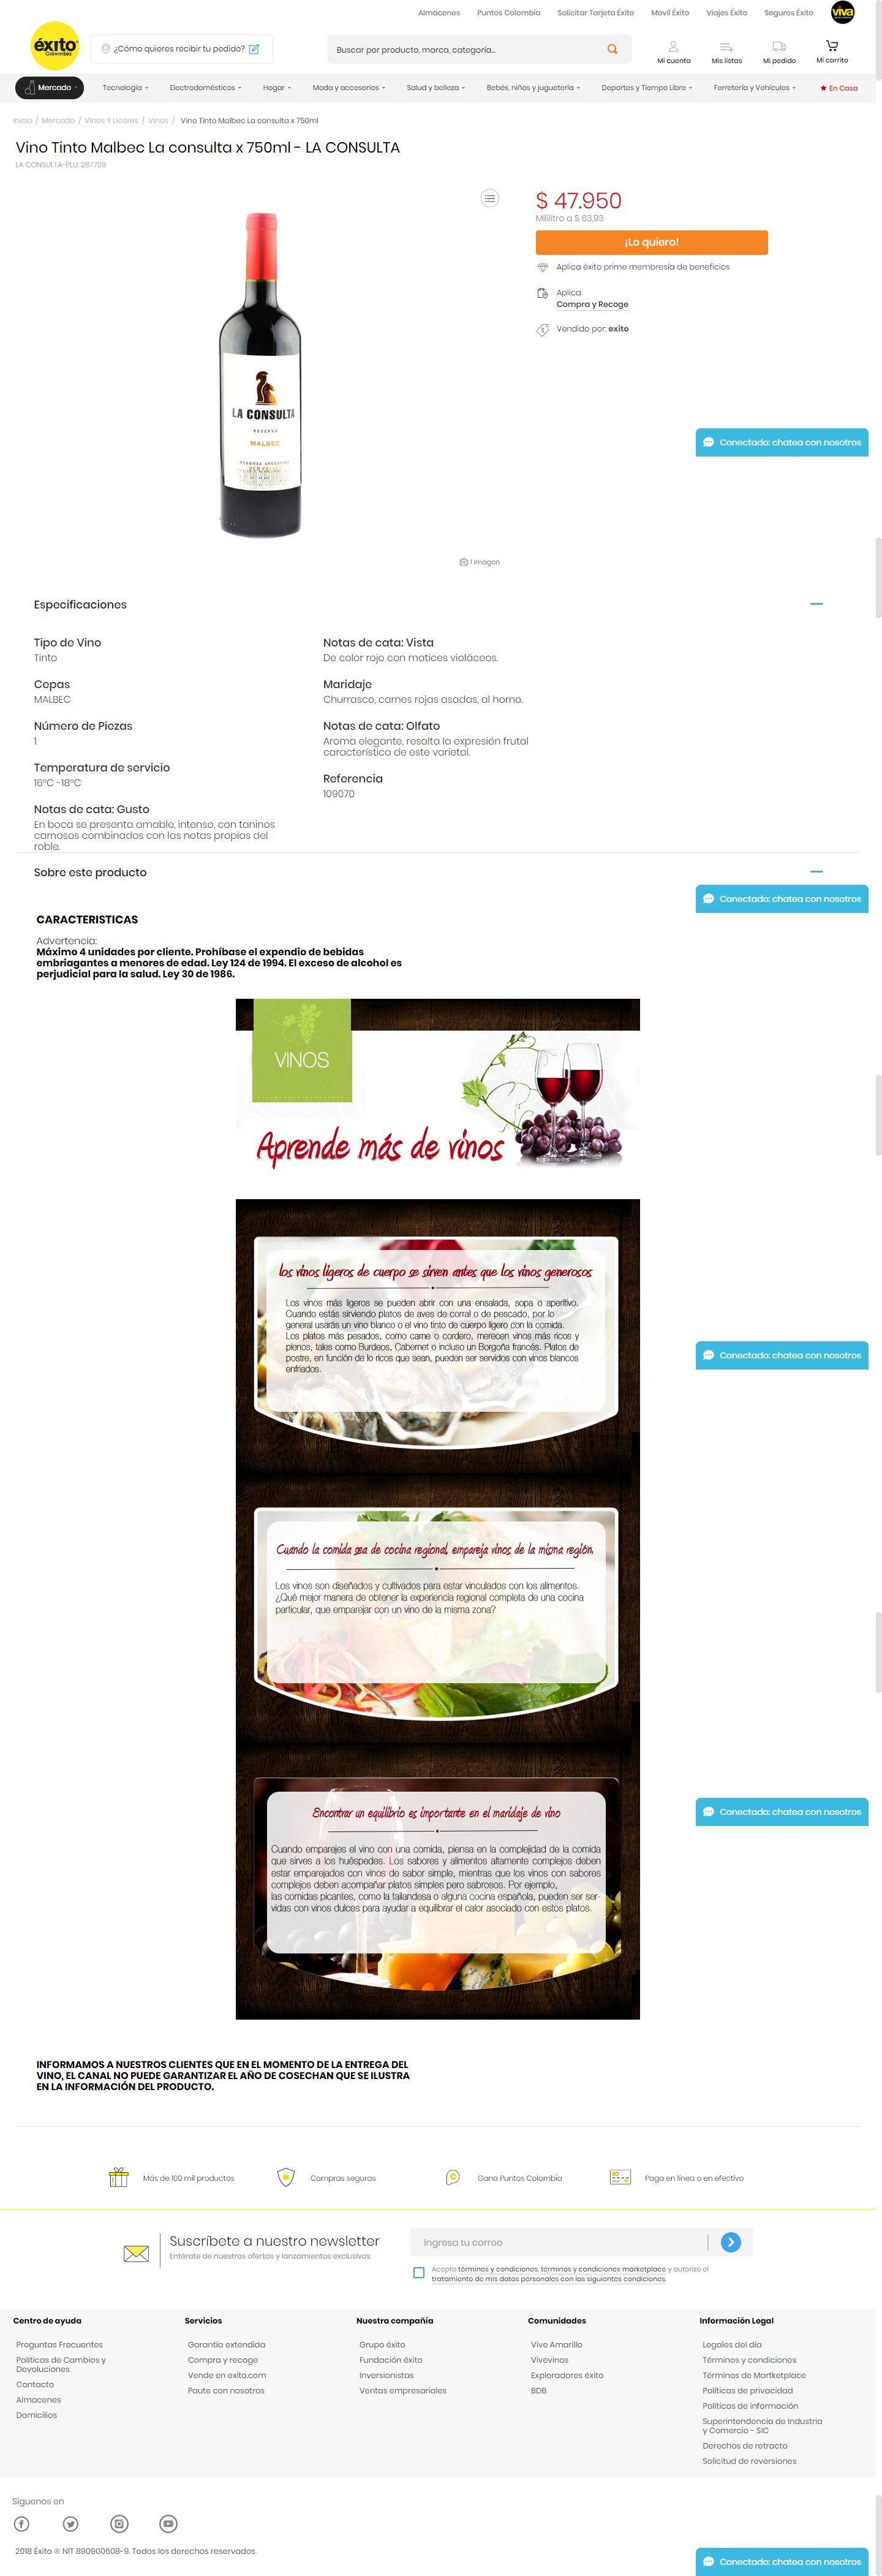 Almacenes Puntos Colombia Solicitar Tarjeta Éxito Movil Éxito Viajes Éxito Seguros Éxito viva
éxito
Colombia
¿Cómo quieres recibir tu pedido?
Buscar por producto, marca, categoría...
Mi cuenta Mis listas Mi pedido Mi carrito
Mercado Tecnología Electrodomésticos Hogar Moda y accesorios Salud y belleza Bebés, niños y juguetería Deportes y Tiempo Libre Ferretería y Vehículos En Casa
Inicio / Mercado / Vinos Y Licores / Vinos / Vino Tinto Malbec La consulta x 750ml
Vino Tinto Malbec La consulta x 750ml - LA CONSULTA
LA CONSULTA-PLU: 287709
$ 47.950
Mililitro a $ 63,93
¡Lo quiero!
Aplica éxito prime membresía de beneficios
Aplica
Compra y Recoge
Vendido por: exito
LA CONSULTA
RESERVA
MALBEC
Conectado: chatea con nosotros
1 Imagen
Especificaciones
Tipo de Vino
Tinto
Cepas
MALBEC
Número de Piezas
1
Temperatura de servicio
16°C -18°C
Notas de cata: Gusto
En boca se presenta amable, intenso, con taninos
carnosos combinados con las notas propias del
roble.
Notas de cata: Vista
De color rojo con matices violáceos.
Maridaje
Churrasco, carnes rojas asadas, al horno.
Notas de cata: Olfato
Aroma elegante, resalta la expresión frutal
característica de este varietal.
Referencia
109070
Sobre este producto
Conectado: chatea con nosotros
CARACTERISTICAS
Advertencia:
Máximo 4 unidades por cliente. Prohíbase el expendio de bebidas
embriagantes a menores de edad. Ley 124 de 1994. El exceso de alcohol es
perjudicial para la salud. Ley 30 de 1986.
VINOS
Aprende más de vinos
los vinos ligeros de cuerpo se sirven antes que los vinos generosos
Los vinos más ligeros se pueden abrir con una ensalada, sopa o aperitivo.
Cuando estás sirviendo platos de aves de corral o de pescado, por lo
general usarás un vino blanco o el vino tinto de cuerpo ligero con la comida.
Los platos más pesados, como carne o cordero, merecen vinos más ricos y
plenos, tales como Burdeos, Cabernet o incluso un Borgoña francés. Platos de
postre, en función de lo ricos que sean, pueden ser servidos con vinos blancos
enfriados.
Conectado: chatea con nosotros
Cuando la comida sea de cocina regional, empareja vinos de la misma región.
Los vinos son diseñados y cultivados para estar vinculados con los alimentos.
¿Qué mejor manera de obtener la experiencia regional completa de una cocina
particular, que emparejar con un vino de la misma zona?
Encontrar un equilibrio es importante en el maridaje de vino
Cuando emparejes el vino con una comida, piensa en la complejidad de la comida
que sirves a los huéspedes. Los sabores y alimentos altamente complejos deben
estar emparejados con vinos de sabor simple, mientras que los vinos con sabores
complejos deben acompañar platos simples pero sabrosos. Por ejemplo,
las comidas picantes, como la tailandesa o alguna cocina española, pueden ser ser-
vidas con vinos dulces para ayudar a equilibrar el calor asociado con estos platos.
Conectado: chatea con nosotros
INFORMAMOS A NUESTROS CLIENTES QUE EN EL MOMENTO DE LA ENTREGA DEL
VINO, EL CANAL NO PUEDE GARANTIZAR EL AÑO DE COSECHAN QUE SE ILUSTRA
EN LA INFORMACIÓN DEL PRODUCTO.
Más de 100 mil productos Compras seguras Gana Puntos Colombia Paga en línea o en efectivo
Suscríbete a nuestro newsletter
Entérate de nuestras ofertas y lanzamientos exclusivos
Ingresa tu correo
Acepto términos y condiciones, términos y condiciones marketplace y autorizo el
tratamiento de mis datos personales con las siguientes condiciones.
Centro de ayuda
Preguntas Frecuentes
Políticas de Cambios y
Devoluciones
Contacto
Almacenes
Domicilios
Servicios
Garantía extendida
Compra y recoge
Vende en exito.com
Paute con nosotros
Nuestra compañía
Grupo éxito
Fundación éxito
Inversionistas
Ventas empresariales
Comunidades
Vive Amarillo
Vivevinos
Exploradores éxito
BDB
Información Legal
Legales del día
Términos y condiciones
Términos de Martketplace
Políticas de privacidad
Políticas de información
Superintendencia de Industria
y Comercio - SIC
Derechos de retracto
Solicitud de reversiones
Síguenos en
2018 Éxito ® NIT 890900608-9. Todos los derechos reservados.
Conectado: chatea con nosotros